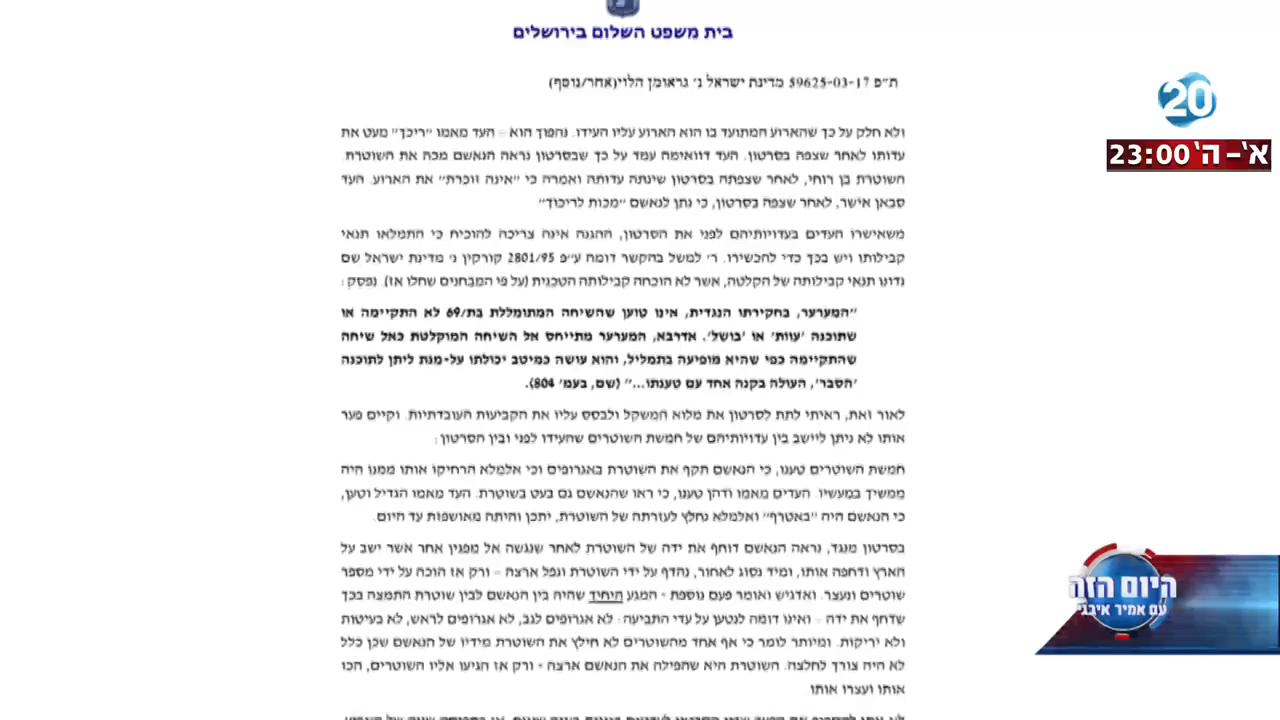 בית משפט השלום בירושלים
ת"פ 59625-03-17 מדינת ישראל נ' גראומן הלוי(אחר/נוסף)
20
א'-ה' 23:00
ולא חלק על כך שהארוע המתועד בו הוא הארוע עליו העידו. נהפוך הוא - העד מאמו "ריכך" מעט את
עדותו לאחר שצפה בסרטון. העד דוואימה עמד על כך שבסרטון נראה הנאשם מכה את השוטרת.
השוטרת בן רוחי, לאחר שצפתה בסרטון שינתה עדותה ואמרה כי "אינה זוכרת" את הארוע. העד
סבאן אישר, לאחר שצפה בסרטון, כי נתן לנאשם "מכות לריכוך"
משאישרו העדים בעדויותיהם לפני את הסרטון, ההגנה אינה צריכה להוכיח כי התמלאו תנאי
קבילותו ויש בכך כדי להכשירו. ר' למשל בהקשר דומה ע"פ 2801/95 קורקין נ' מדינת ישראל שם
נדונו תנאי קבילותה של הקלטה, אשר לא הוכחה קבילותה הטכנית (על פי המבחנים שחלו אז). נפסק:
"המערער, בחקירתו הנגדית, אינו טוען שהשיחה המתומללת בת/69 לא התקיימה או
שתוכנה 'עוות' או 'בושל'. אדרבא, המערער מתייחס אל השיחה המוקלטת כאל שיחה
שהתקיימה כפי שהיא מופיעה בתמליל, והוא עושה כמיטב יכולתו על-מנת ליתן לתוכנה
'הסבר', העולה בקנה אחד עם טענתו..." (שם, בעמ' 804).
לאור זאת, ראיתי לתת לסרטון את מלוא המשקל ולבסס עליו את הקביעות העובדתיות. וקיים פער
אותו לא ניתן ליישב בין עדויותיהם של חמשת השוטרים שהעידו לפני ובין הסרטון:
חמשת השוטרים טענו, כי הנאשם תקף את השוטרת באגרופים וכי אלמלא הרחיקו אותו ממנו היה
ממשיך במעשיו. העדים מאמו ודהן טענו, כי ראו שהנאשם גם בעט בשוטרת. העד מאמו הגדיל וטען,
כי הנאשם היה "באטרף" ואלמלא נחלץ לעזרתה של השוטרת, יתכן והיתה מאושפזת עד היום.
בסרטון מנגד, נראה הנאשם דוחף את ידה של השוטרת לאחר שנגשה אל מפגין אחר אשר ישב על
הארץ ודחפה אותו, ומיד נסוג לאחור, נהדף על ידי השוטרת ונפל ארצה - ורק אז הוכה על ידי מספר
שוטרים ונעצר. ואדגיש ואומר פעם נוספת - המגע היחיד שהיה בין הנאשם לבין שוטרת התמצה בכך
שדחף את ידה - ואינו דומה לנטען על עדי התביעה: לא אגרופים לגב, לא אגרופים לראש, לא בעיטות
ולא יריקות. ומיותר לומר כי אף אחד מהשוטרים לא חילץ את השוטרת מידיו של הנאשם שכן כלל
לא היה צורך לחלצה. השוטרת היא שהפילה את הנאשם ארצה - ורק אז הגיעו אליו השוטרים, הכו
אותו ועצרו אותו
היום הזה
עם אמיר איבגי